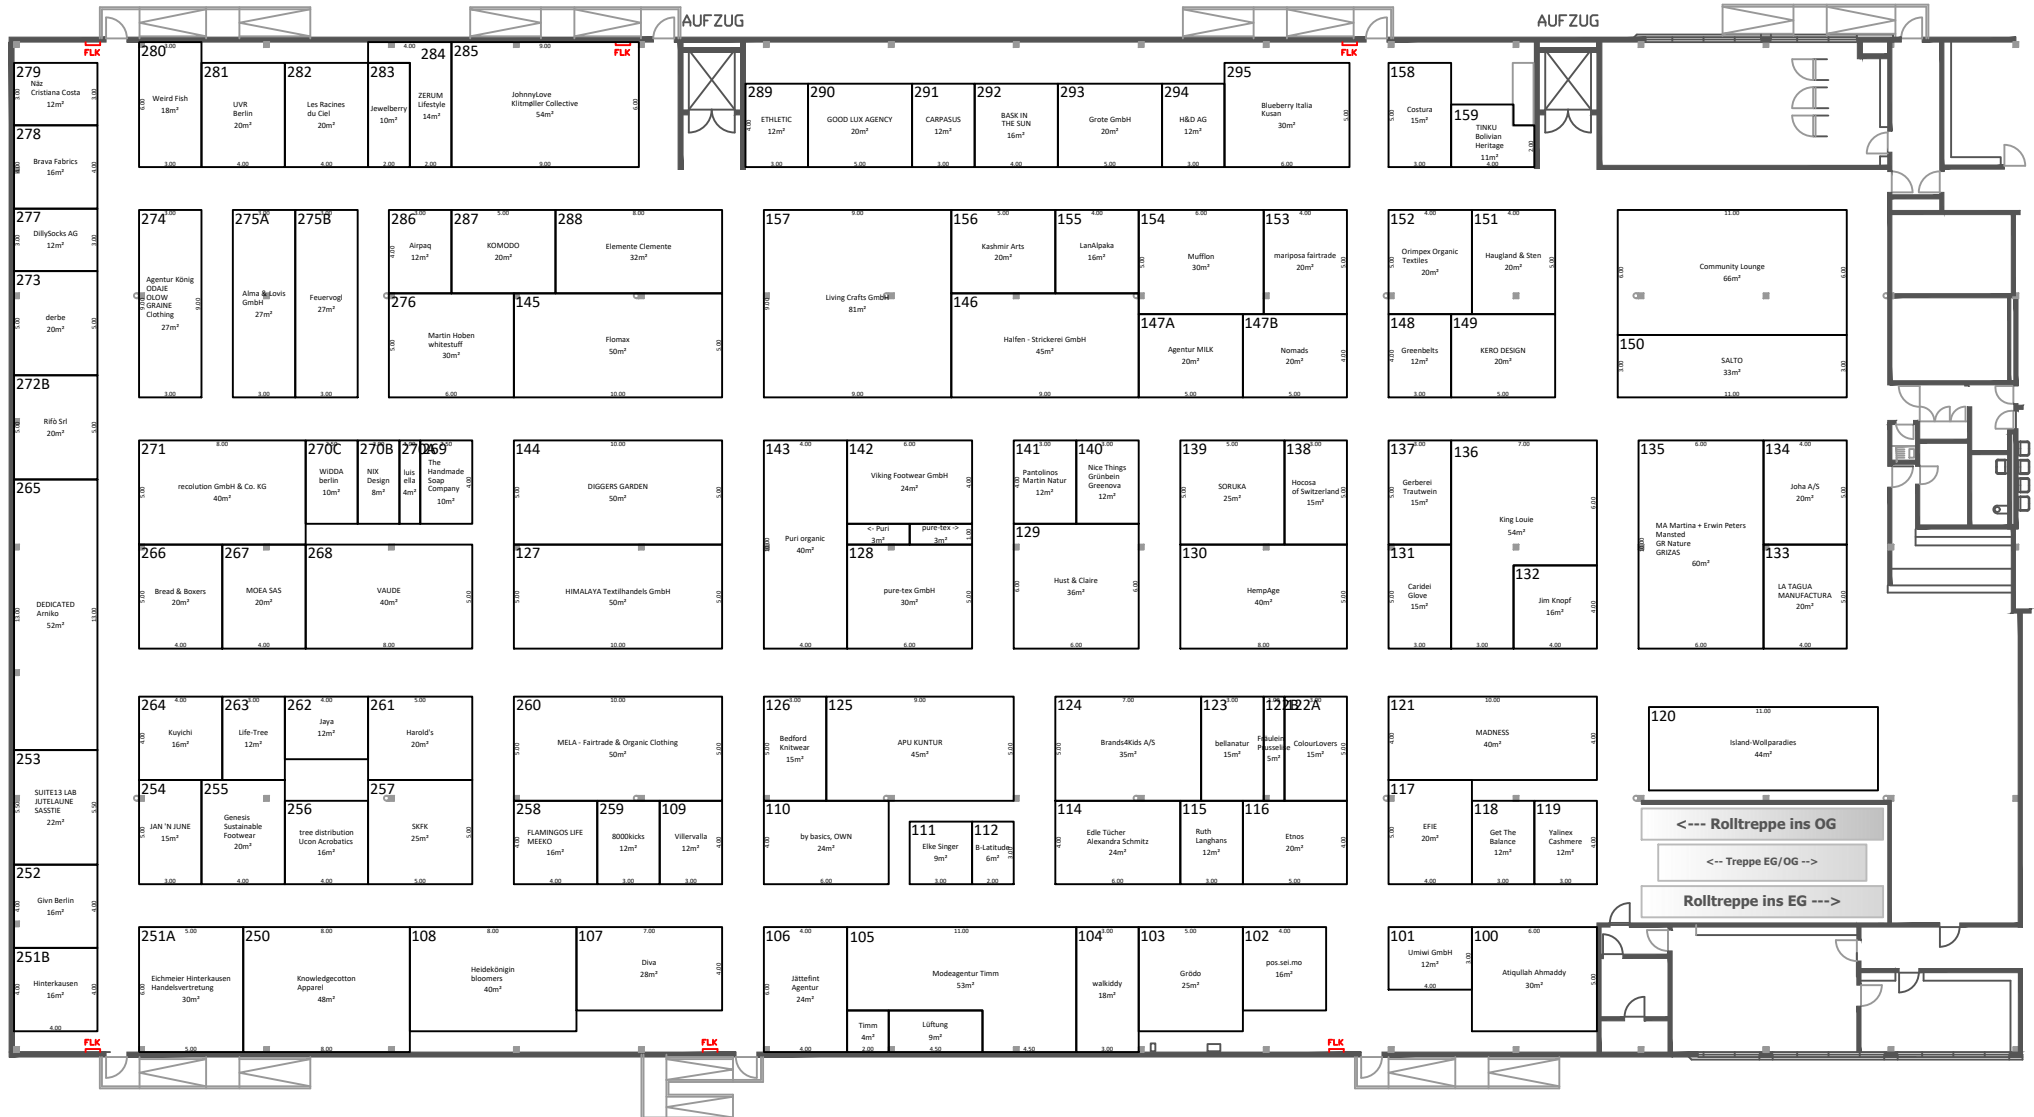 AUFZUG
AUFZUG
FLK
FLK
FLK
279
Näz
Cristiana Costa
12m²
280
Weird Fish
18m²
281
UVR
Berlin
20m²
282
Les Racines
du Ciel
20m²
283
Jewelberry
10m²
284
ZERUM
Lifestyle
14m²
285
JohnnyLove
Klitmøller Collective
54m²
289
ETHLETIC
12m²
290
GOOD LUX AGENCY
20m²
291
CARPASUS
12m²
292
BASK IN
THE SUN
16m²
293
Grote GmbH
20m²
294
H&D AG
12m²
295
Blueberry Italia
Kusan
30m²
158
Costura
15m²
159
TINKU
Bolivian
Heritage
11m²
278
Brava Fabrics
16m²
277
DillySocks AG
12m²
273
derbe
20m²
272B
Rifò Srl
20m²
265
DEDICATED
Arniko
52m²
253
SUITE13 LAB
JUTELAUNE
SASSTIE
22m²
252
Givn Berlin
16m²
251B
Hinterkausen
16m²
274
Agentur König
ODAJE
OLOW
GRAINE
Clothing
27m²
275A
Alma & Lovis
GmbH
27m²
275B
Feuervogl
27m²
286
Airpaq
12m²
287
KOMODO
20m²
288
Elemente Clemente
32m²
276
Martin Hoben
whitestuff
30m²
145
Flomax
50m²
157
Living Crafts GmbH
81m²
156
Kashmir Arts
20m²
155
LanAlpaka
16m²
154
Mufflon
30m²
153
mariposa fairtrade
20m²
146
Halfen - Strickerei GmbH
45m²
147A
Agentur MILK
20m²
147B
Nomads
20m²
152
Orimpex Organic
Textiles
20m²
151
Haugland & Sten
20m²
148
Greenbelts
12m²
149
KERO DESIGN
20m²
Community Lounge
66m²
150
SALTO
33m²
271
recolution GmbH & Co. KG
40m²
270C
WiDDA
berlin
10m²
270B
NIX
Design
8m²
270A
luis
ella
4m²
269
The
Handmade
Soap
Company
10m²
266
Bread & Boxers
20m²
267
MOEA SAS
20m²
268
VAUDE
40m²
144
DIGGERS GARDEN
50m²
127
HIMALAYA Textilhandels GmbH
50m²
143
Puri organic
40m²
142
Viking Footwear GmbH
24m²
<- Puri
3m²
pure-tex ->
3m²
128
pure-tex GmbH
30m²
141
Pantolinos
Martin Natur
12m²
140
Nice Things
Grünbein
Greenova
12m²
129
Hust & Claire
36m²
139
SORUKA
25m²
138
Hocosa
of Switzerland
15m²
130
HempAge
40m²
137
Gerberei
Trautwein
15m²
136
King Louie
54m²
131
Caridei
Glove
15m²
132
Jim Knopf
16m²
135
MA Martina + Erwin Peters
Mansted
GR Nature
GRIZAS
60m²
134
Joha A/S
20m²
133
LA TAGUA
MANUFACTURA
20m²
264
Kuyichi
16m²
263
Life-Tree
12m²
262
Jaya
12m²
261
Harold's
20m²
254
JAN 'N JUNE
15m²
255
Genesis
Sustainable
Footwear
20m²
256
tree distribution
Ucon Acrobatics
16m²
257
SKFK
25m²
260
MELA - Fairtrade & Organic Clothing
50m²
258
FLAMINGOS LIFE
MEEKO
16m²
259
8000kicks
12m²
109
Villervalla
12m²
126
Bedford
Knitwear
15m²
125
APU KUNTUR
45m²
110
by basics, OWN
24m²
111
Elke Singer
9m²
112
B-Latitude
6m²
124
Brands4Kids A/S
35m²
123
bellanatur
15m²
122B
Fräulein
Prusselise
5m²
122A
ColourLovers
15m²
114
Edle Tücher
Alexandra Schmitz
24m²
115
Ruth
Langhans
12m²
116
Etnos
20m²
121
MADNESS
40m²
117
EFIE
20m²
118
Get The
Balance
12m²
119
Yalinex
Cashmere
12m²
120
Island-Wollparadies
44m²
<--- Rolltreppe ins OG
<-- Treppe EG/OG -->
Rolltreppe ins EG --->
251A
Eichmeier Hinterkausen
Handelsvertretung
30m²
250
Knowledgecotton
Apparel
48m²
108
Heidekönigin
bloomers
40m²
107
Diva
28m²
106
Jättefint
Agentur
24m²
105
Modeagentur Timm
53m²
Timm
4m²
Lüftung
9m²
104
walkiddy
18m²
103
Grödo
25m²
102
pos.sei.mo
16m²
101
Umiwi GmbH
12m²
100
Atiqullah Ahmaddy
30m²
FLK
FLK
FLK